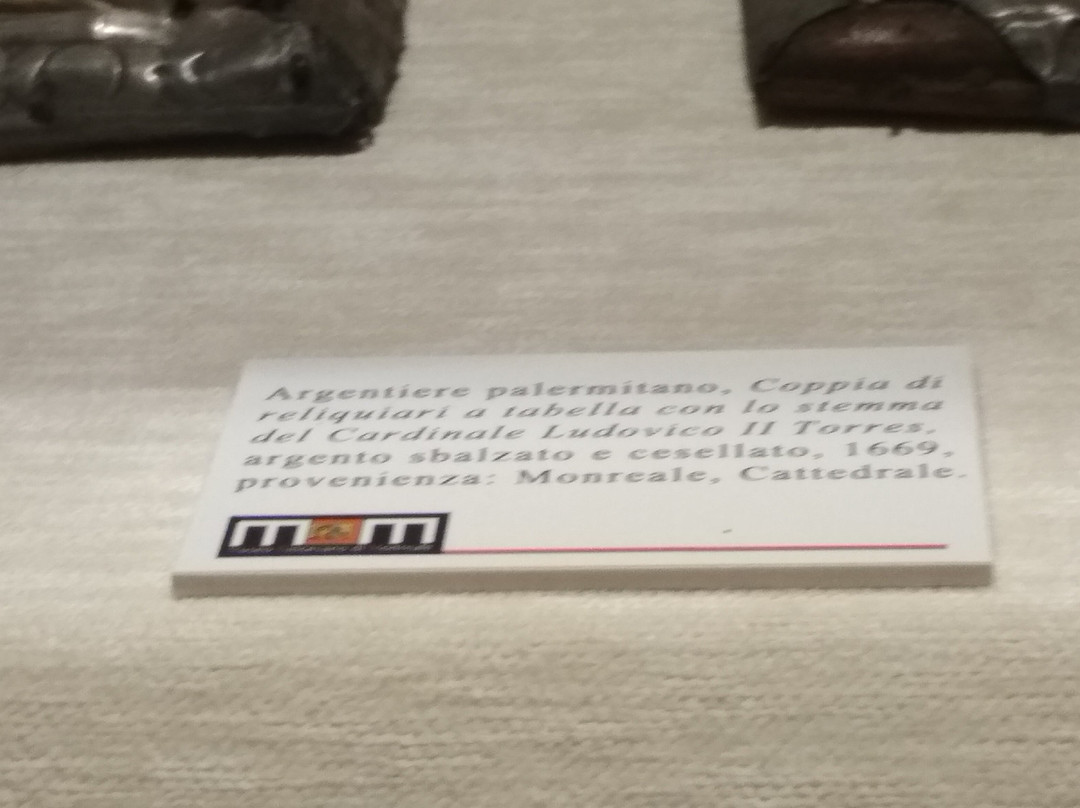 Argentiere palermitano, Coppia di
reliquiari a tabella con lo stemma
del Cardinale Ludovico II Torres,
argento sbalzato e cesellato, 1669,
provenienza: Monreale, Cattedrale.